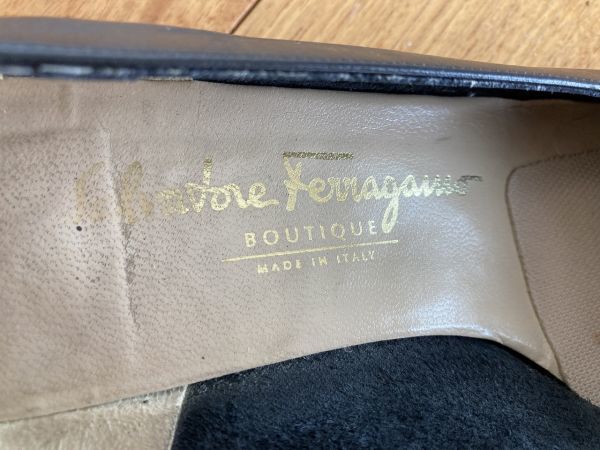 Salvatore Ferragamo
BOUTIQUE
MADE IN ITALY